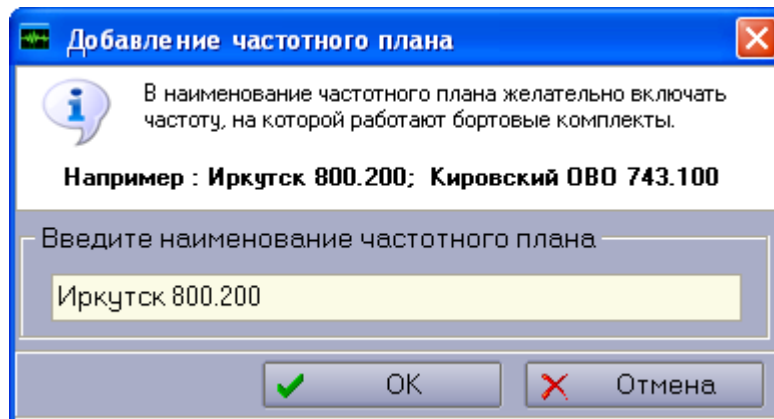 Добавление частотного плана
В наименование частотного плана желательно включать
частоту, на которой работают бортовые комплекты.
Например : Иркутск 800.200; Кировский ОВО 743.100
Введите наименование частотного плана
Иркутск 800.200
ОК
Отмена